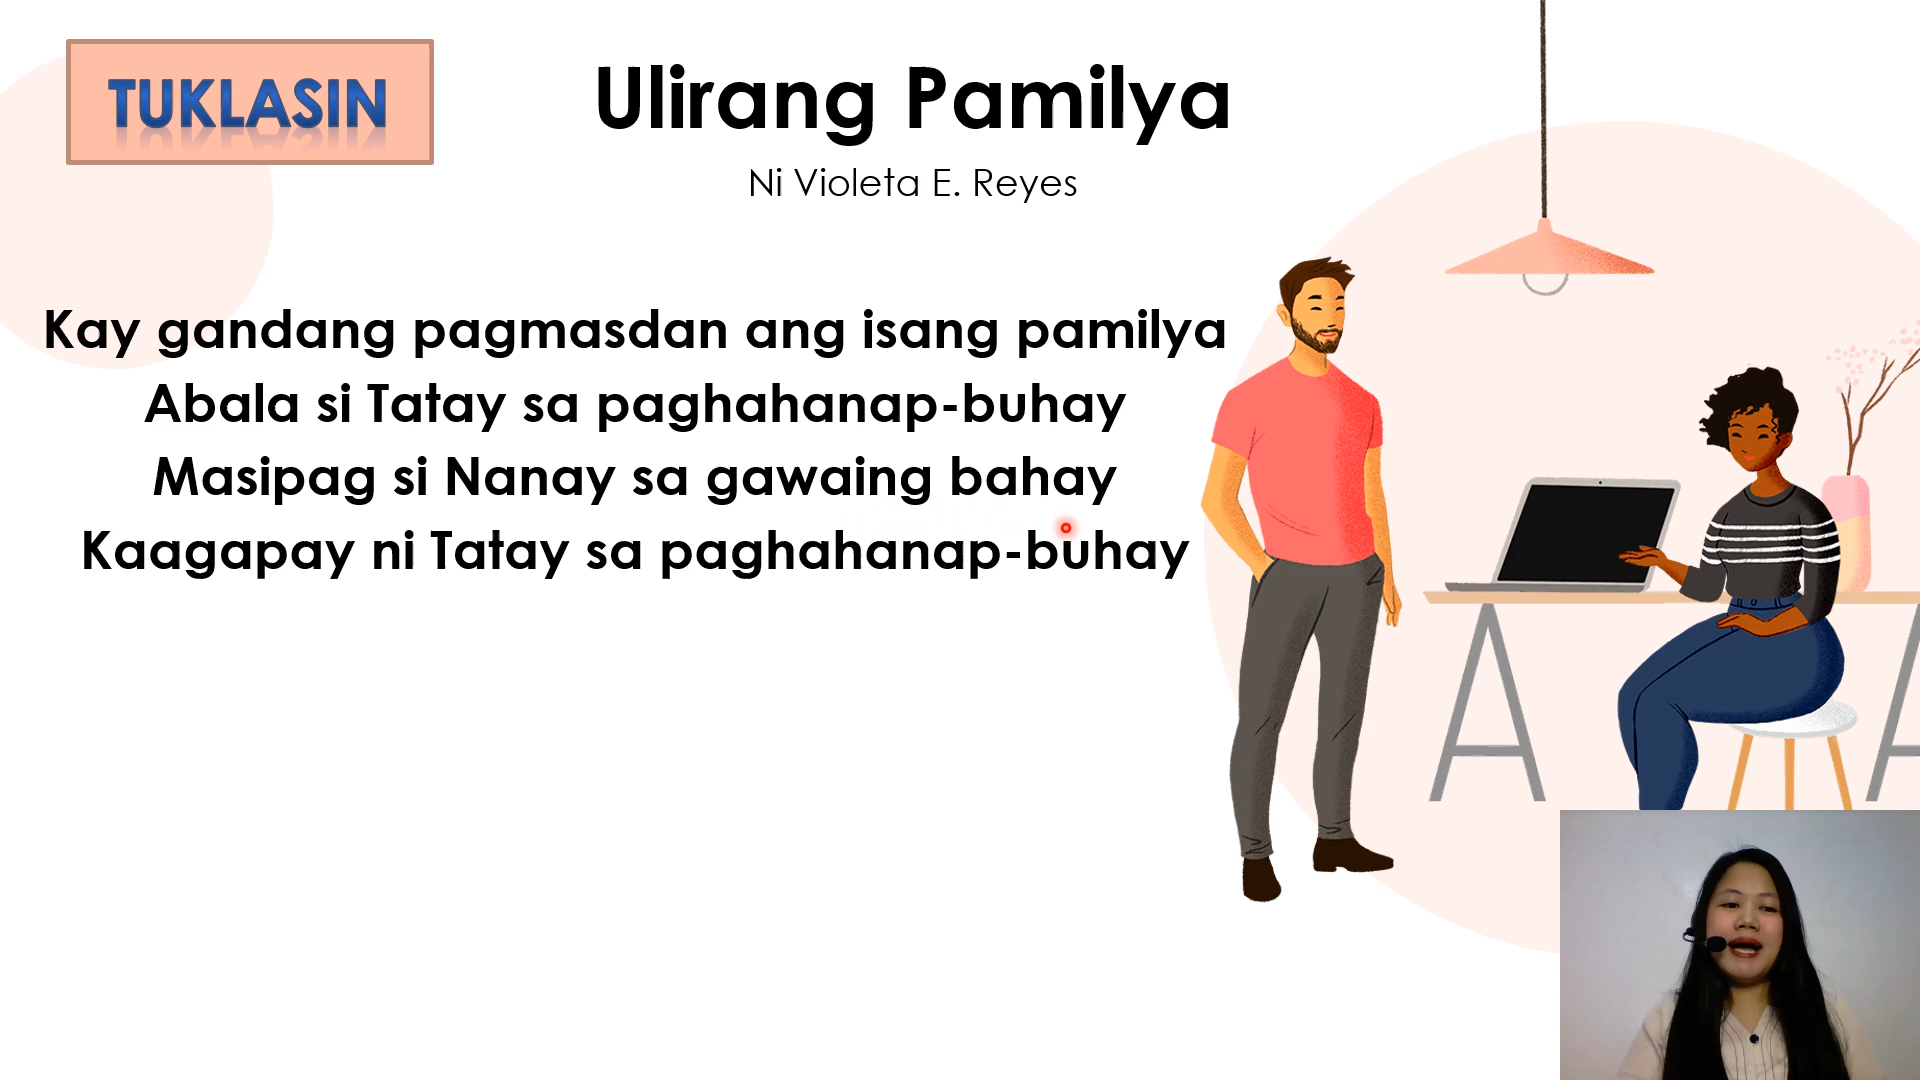 TUKLASIN
Ulirang Pamilya
Ni Violeta E. Reyes
Kay gandang pagmasdan ang isang pamilya
Abala si Tatay sa paghahanap-buhay
Masipag si Nanay sa gawaing bahay
Kaagapay ni Tatay sa paghahanap-buhay